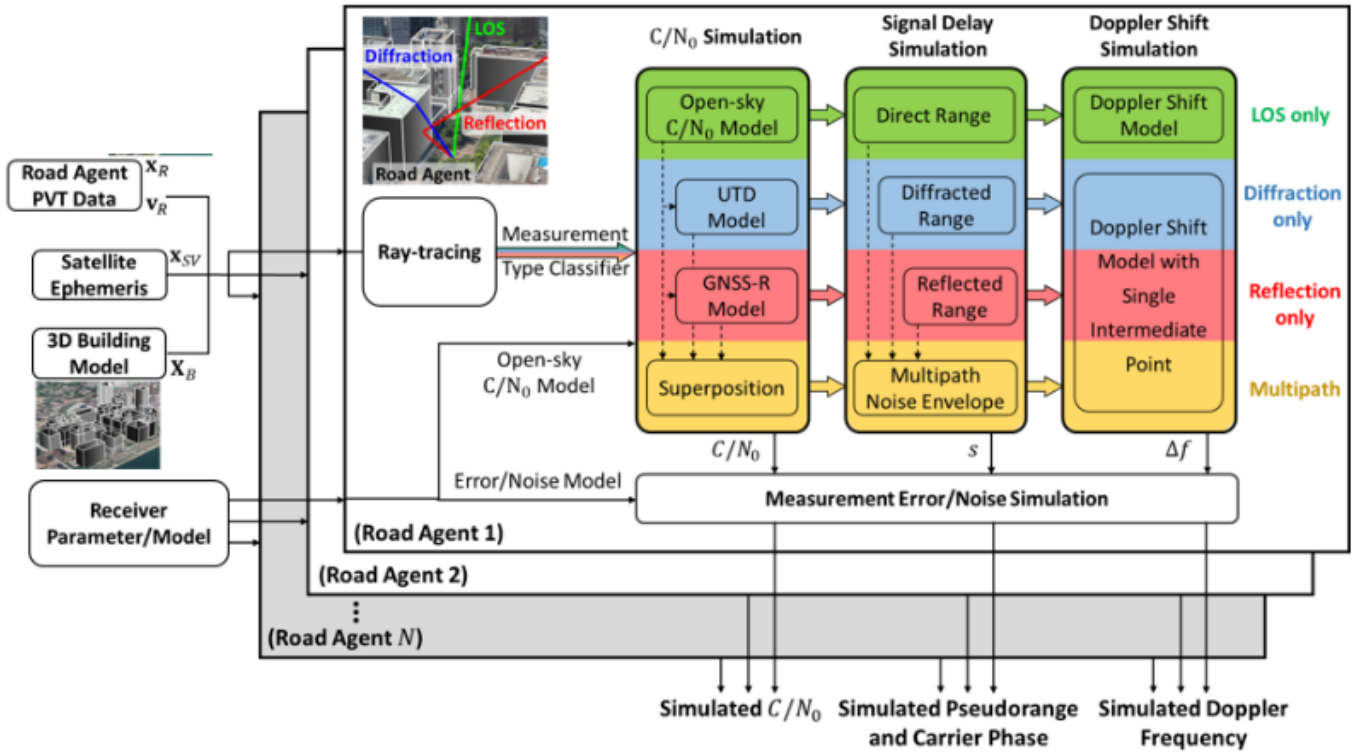 C/N₀ Simulation
Signal Delay
Simulation
Doppler Shift
Simulation
LOS
Diffraction
Reflection
Road Agent
Open-sky
C/N₀ Model
Direct Range
Doppler Shift
Model
LOS only
Road Agent
PVT Data
x_R
v_R
UTD
Model
Diffracted
Range
Diffraction
only
Satellite
Ephemeris
x_SV
Ray-tracing
Measurement
Type Classifier
Doppler Shift
Model with
Single
Intermediate
Point
GNSS-R
Model
Reflected
Range
Reflection
only
3D Building
Model
X_B
Open-sky
C/N₀ Model
Superposition
Multipath
Noise Envelope
Multipath
C/N₀
s
Δf
Receiver
Parameter/Model
Error/Noise Model
Measurement Error/Noise Simulation
(Road Agent 1)
(Road Agent 2)
⋮
(Road Agent N)
Simulated C/N₀
Simulated Pseudorange
and Carrier Phase
Simulated Doppler
Frequency